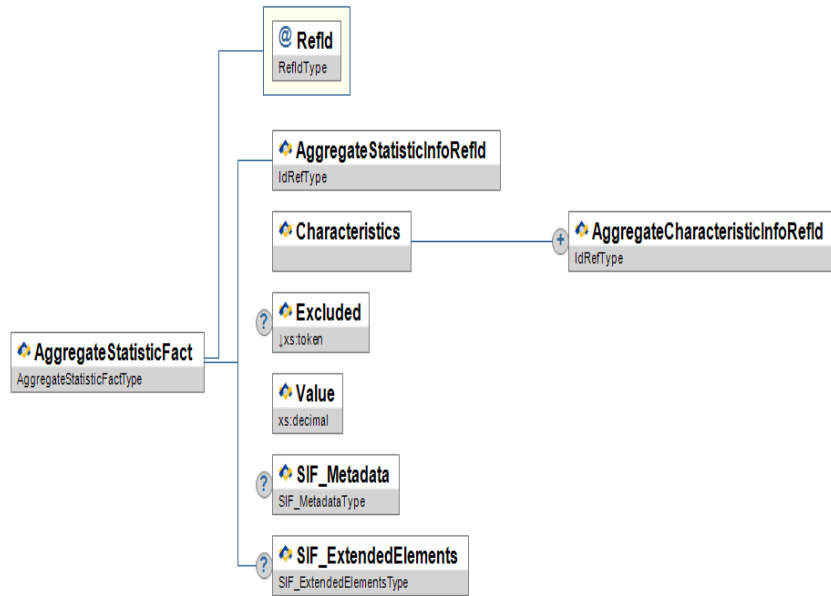 @ RefId
RefIdType
AggregateStatisticInfoRefId
IdRefType
Characteristics
+
AggregateCharacteristicInfoRefId
IdRefType
?
Excluded
↓xs:token
AggregateStatisticFact
AggregateStatisticFactType
Value
xs:decimal
?
SIF_Metadata
SIF_MetadataType
?
SIF_ExtendedElements
SIF_ExtendedElementsType